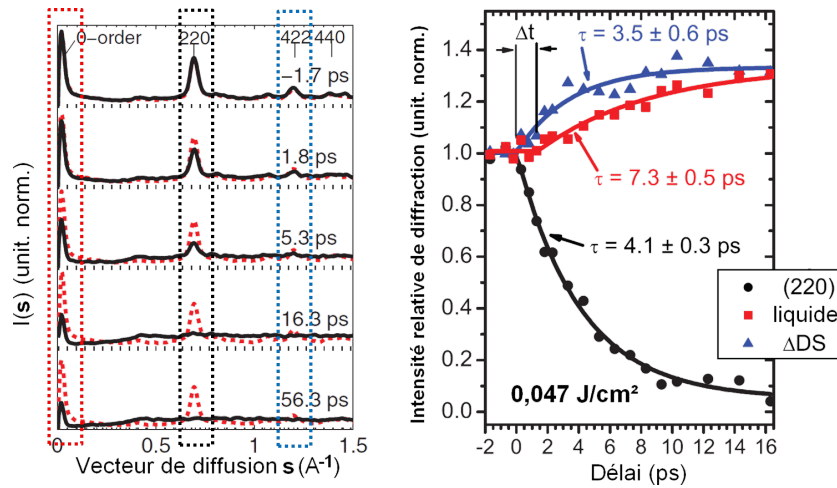 0-order
220
422
440
-1.7 ps
1.8 ps
5.3 ps
16.3 ps
56.3 ps
I(s) (unit. norm.)
0
0.5
1
1.5
Vecteur de diffusion s (A⁻¹)
Intensité relative de diffraction (unit. norm.)
1.4
1.2
1.0
0.8
0.6
0.4
0.2
0.0
Δt
τ = 3.5 ± 0.6 ps
τ = 7.3 ± 0.5 ps
τ = 4.1 ± 0.3 ps
(220)
liquide
ΔDS
0,047 J/cm²
-2 0 2 4 6 8 10 12 14 16
Délai (ps)